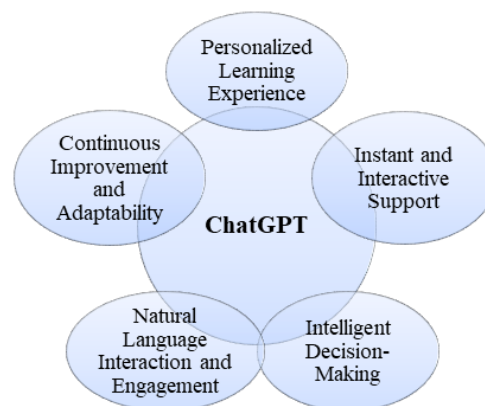 Personalized
Learning
Experience
Continuous
Improvement
and
Adaptability
Instant and
Interactive
Support
ChatGPT
Natural
Language
Interaction and
Engagement
Intelligent
Decision-
Making